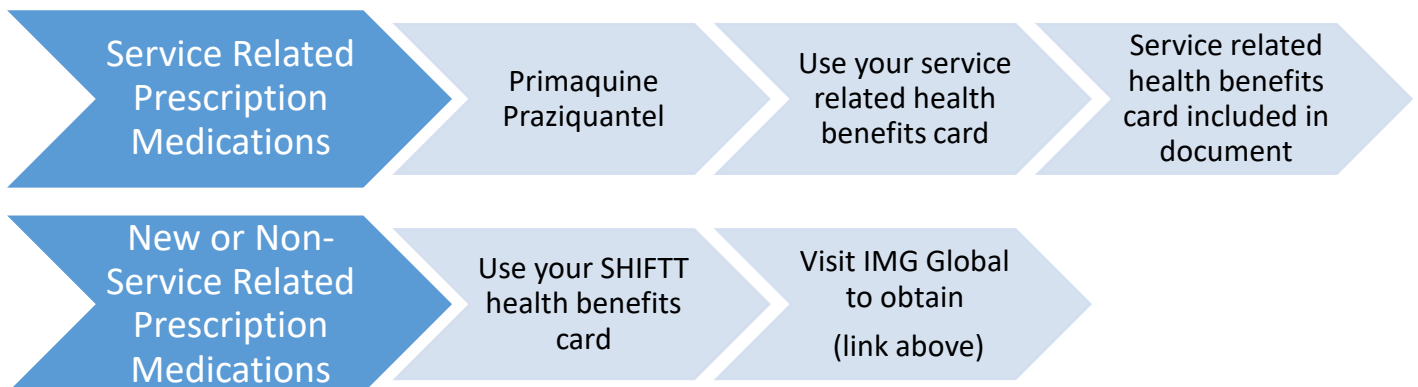 Service Related
Prescription
Medications
Primaquine
Praziquantel
Use your service
related health
benefits card
Service related
health benefits
card included in
document
New or Non-
Service Related
Prescription
Medications
Use your SHIFTT
health benefits
card
Visit IMG Global
to obtain
(link above)